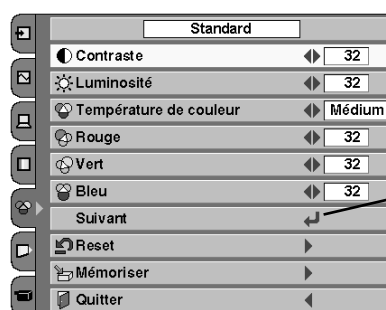 Standard
Contraste 32
Luminosité 32
Température de couleur Médium
Rouge 32
Vert 32
Bleu 32
Suivant
Reset
Mémoriser
Quitter